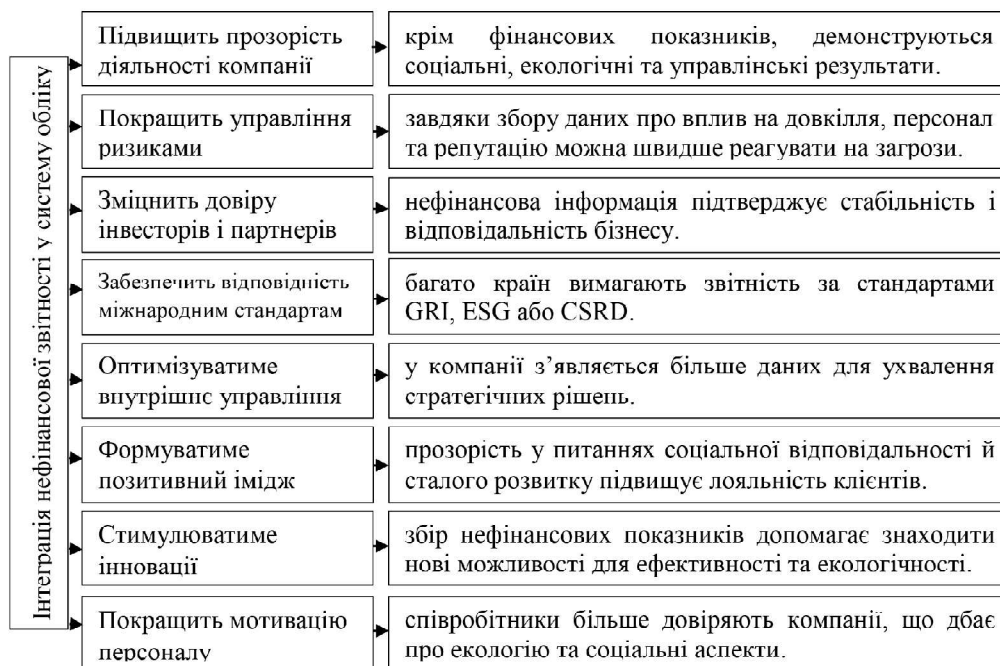 Інтеграція нефінансової звітності у систему обліку
Підвищить прозорість
діяльності компанії
крім фінансових показників, демонструються
соціальні, екологічні та управлінські результати.
Покращить управління
ризиками
завдяки збору даних про вплив на довкілля, персонал
та репутацію можна швидше реагувати на загрози.
Зміцнить довіру
інвесторів і партнерів
нефінансова інформація підтверджує стабільність і
відповідальність бізнесу.
Забезпечить відповідність
міжнародним стандартам
багато країн вимагають звітність за стандартами
GRI, ESG або CSRD.
Оптимізуватиме
внутрішнє управління
у компанії з’являється більше даних для ухвалення
стратегічних рішень.
Формуватиме
позитивний імідж
прозорість у питаннях соціальної відповідальності й
сталого розвитку підвищує лояльність клієнтів.
Стимулюватиме
інновації
збір нефінансових показників допомагає знаходити
нові можливості для ефективності та екологічності.
Покращить мотивацію
персоналу
співробітники більше довіряють компанії, що дбає
про екологію та соціальні аспекти.